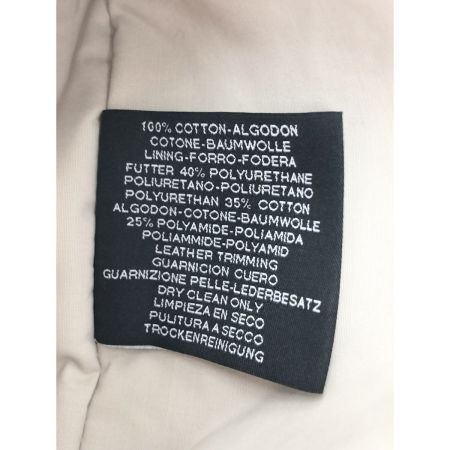 100% COTTON-ALGODON
COTONE-BAUMWOLLE
LINING-FORRO-FODERA
FUTTER 40% POLYURETHANE
POLIURETANO-POLIURETANO
POLYURETHAN 35% COTTON
ALGODON-COTONE-BAUMWOLLE
25% POLYAMIDE-POLIAMIDA
POLIAMMIDE-POLYAMID
LEATHER TRIMMING
GUARNICION CUERO
GUARNIZIONE PELLE-LEDERBESATZ
DRY CLEAN ONLY
LIMPIEZA EN SECO
PULITURA A SECCO
TROCKENREINIGUNG